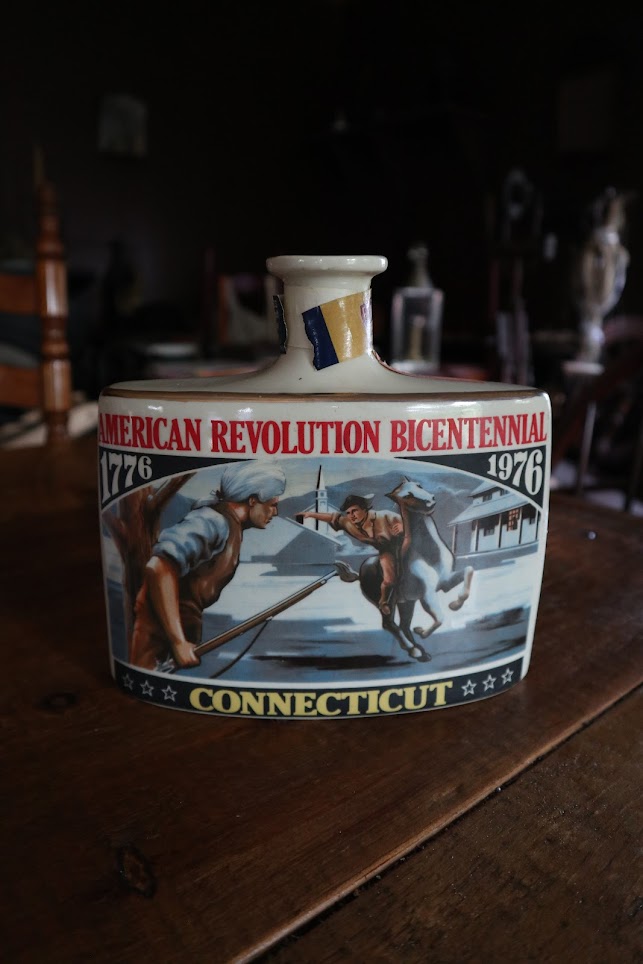 AMERICAN REVOLUTION BICENTENNIAL
1776 1976
CONNECTICUT